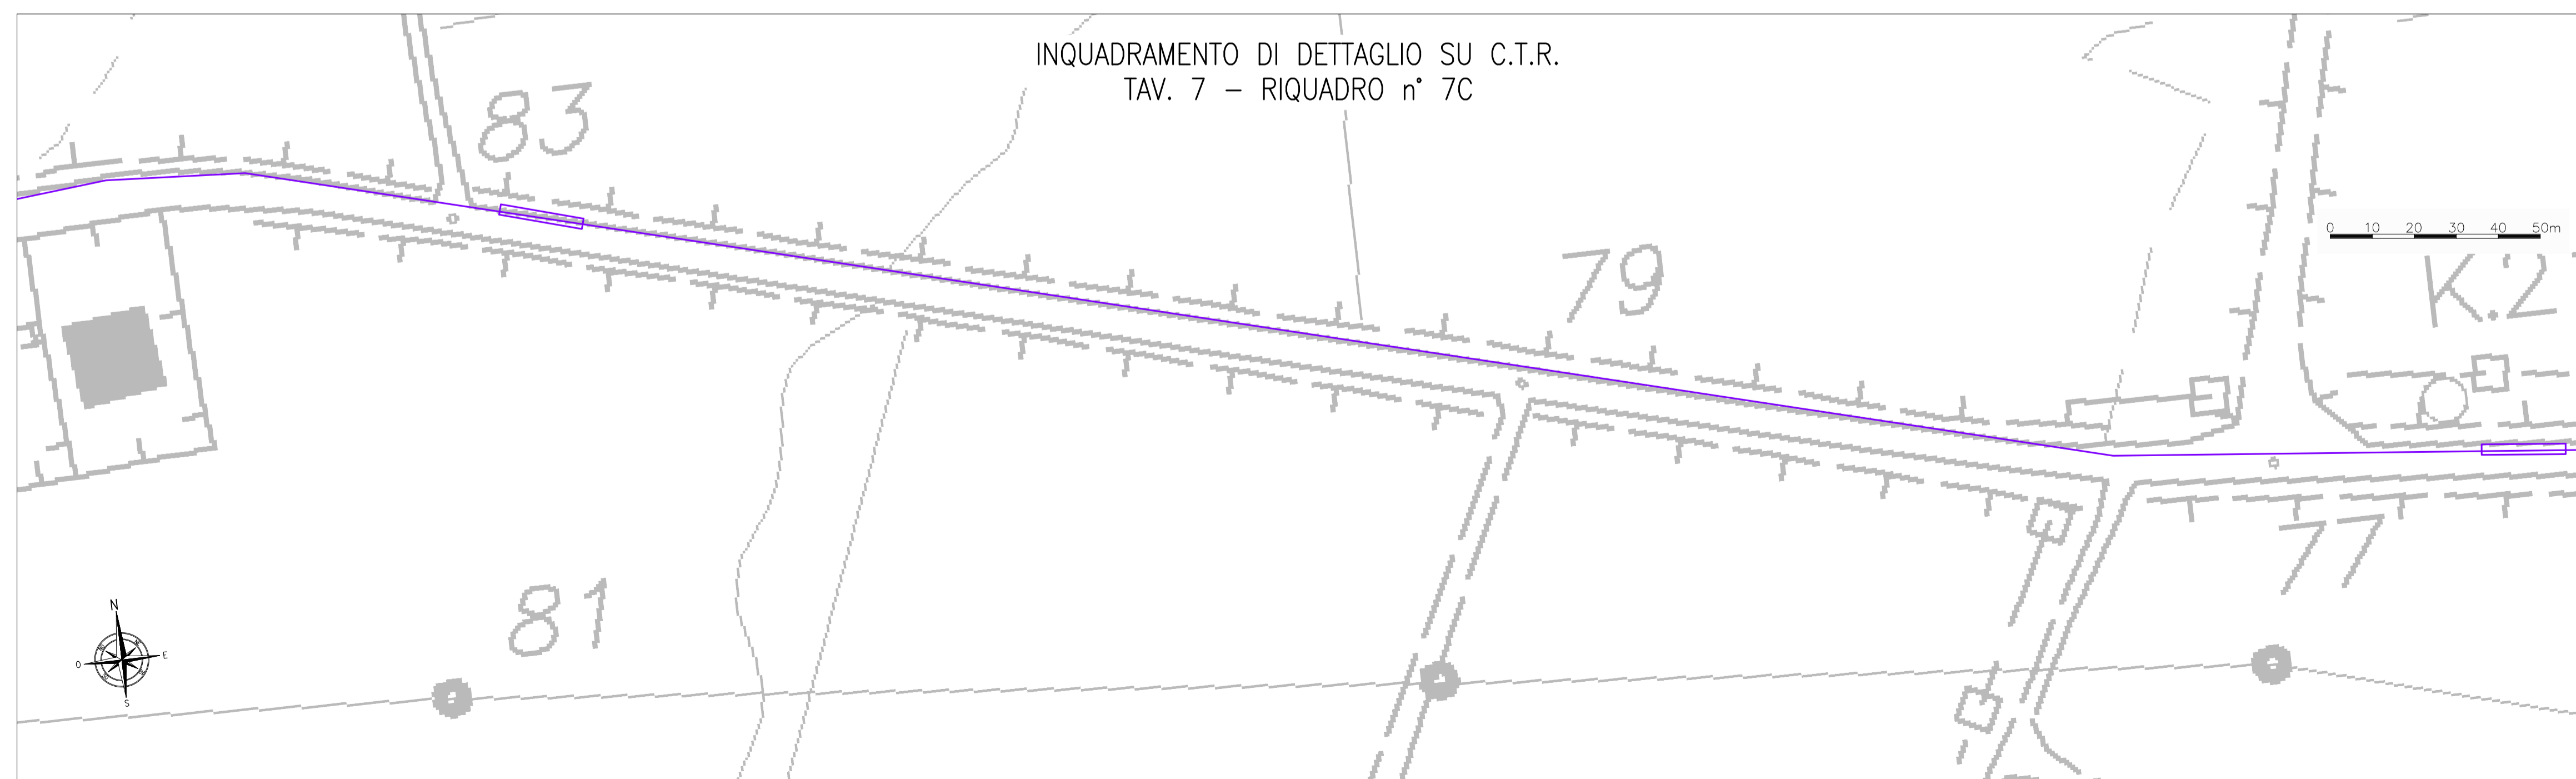 INQUADRAMENTO DI DETTAGLIO SU C.T.R.
TAV. 7 – RIQUADRO n° 7C
83
79
0 10 20 30 40 50m
K.2
77
81
N
O E
S